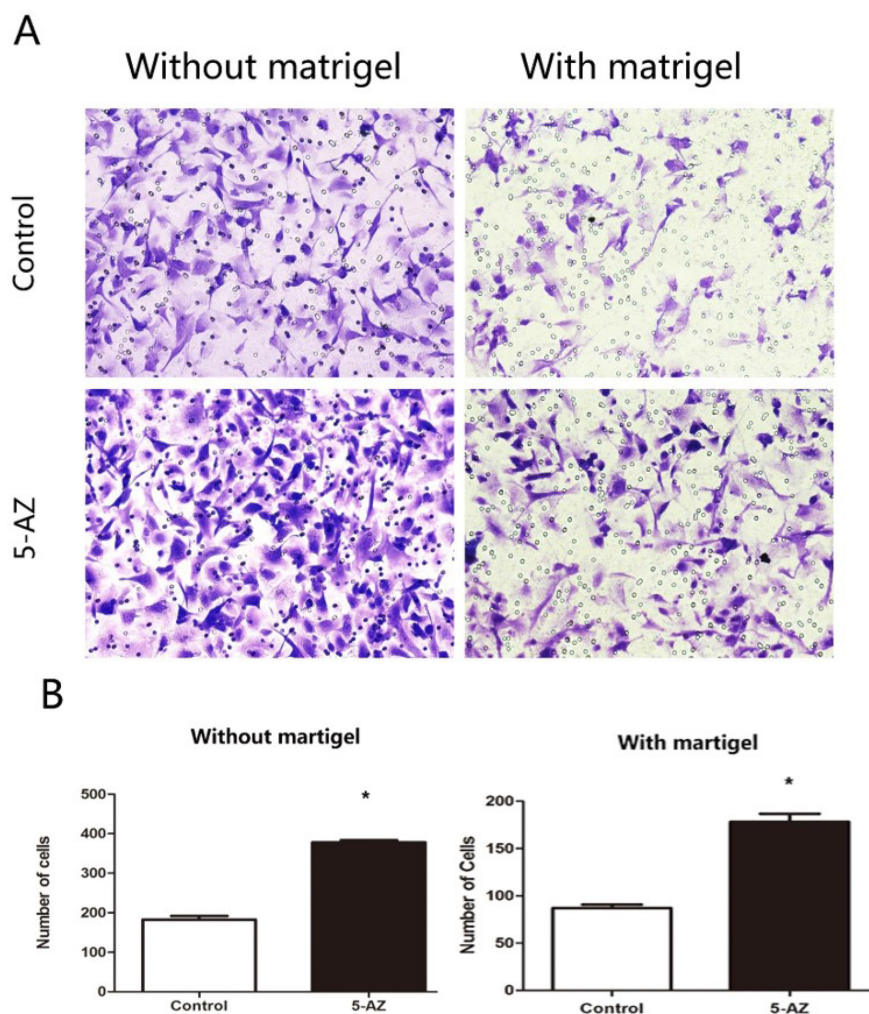 A
Without matrigel
With matrigel
Control
5-AZ
B
Without martigel
Number of cells
500
400
300
200
100
0
Control
5-AZ
*
With martigel
Number of Cells
200
150
100
50
0
Control
5-AZ
*